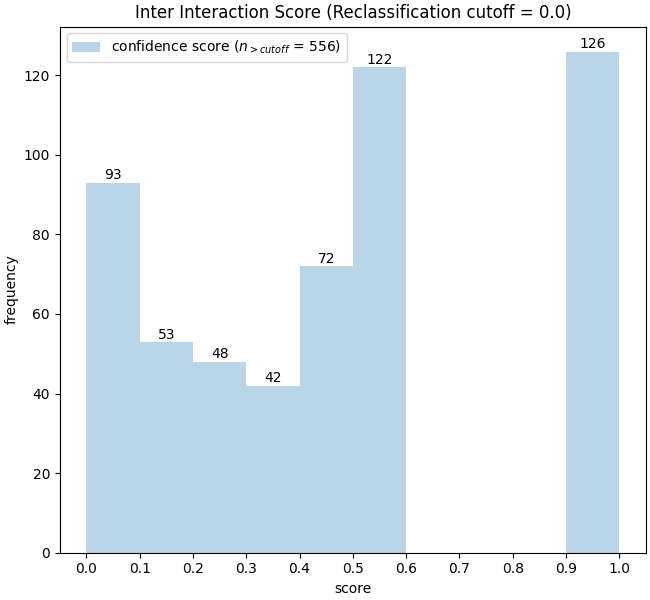 Inter Interaction Score (Reclassification cutoff = 0.0)
confidence score (n>cutoff = 556)
126
122
93
72
53
48
42
120
100
80
60
40
20
0
frequency
0.0 0.1 0.2 0.3 0.4 0.5 0.6 0.7 0.8 0.9 1.0
score